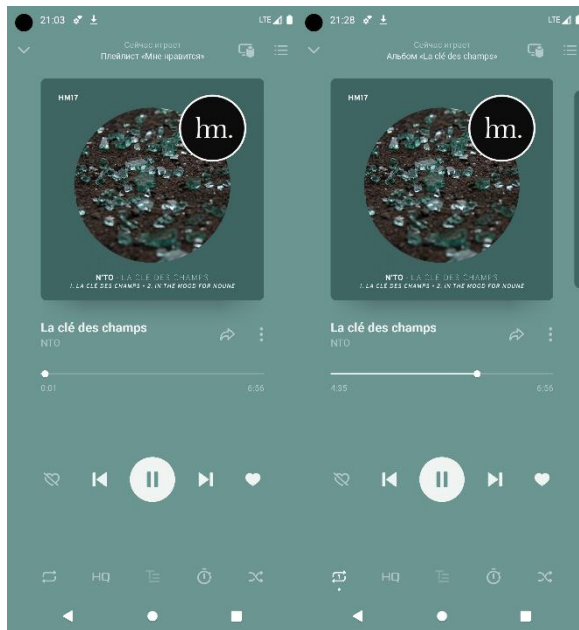 21:03
LTE
Сейчас играет
Плейлист «Мне нравится»
HM17
hm.
N'TO - LA CLÉ DES CHAMPS
1. LA CLÉ DES CHAMPS • 2. IN THE MOOD FOR NOUNE
La clé des champs
NTO
0:01
6:56
HQ
21:28
LTE
Сейчас играет
Альбом «La clé des champs»
HM17
hm.
N'TO - LA CLÉ DES CHAMPS
1. LA CLÉ DES CHAMPS • 2. IN THE MOOD FOR NOUNE
La clé des champs
NTO
4:35
6:56
1
HQ